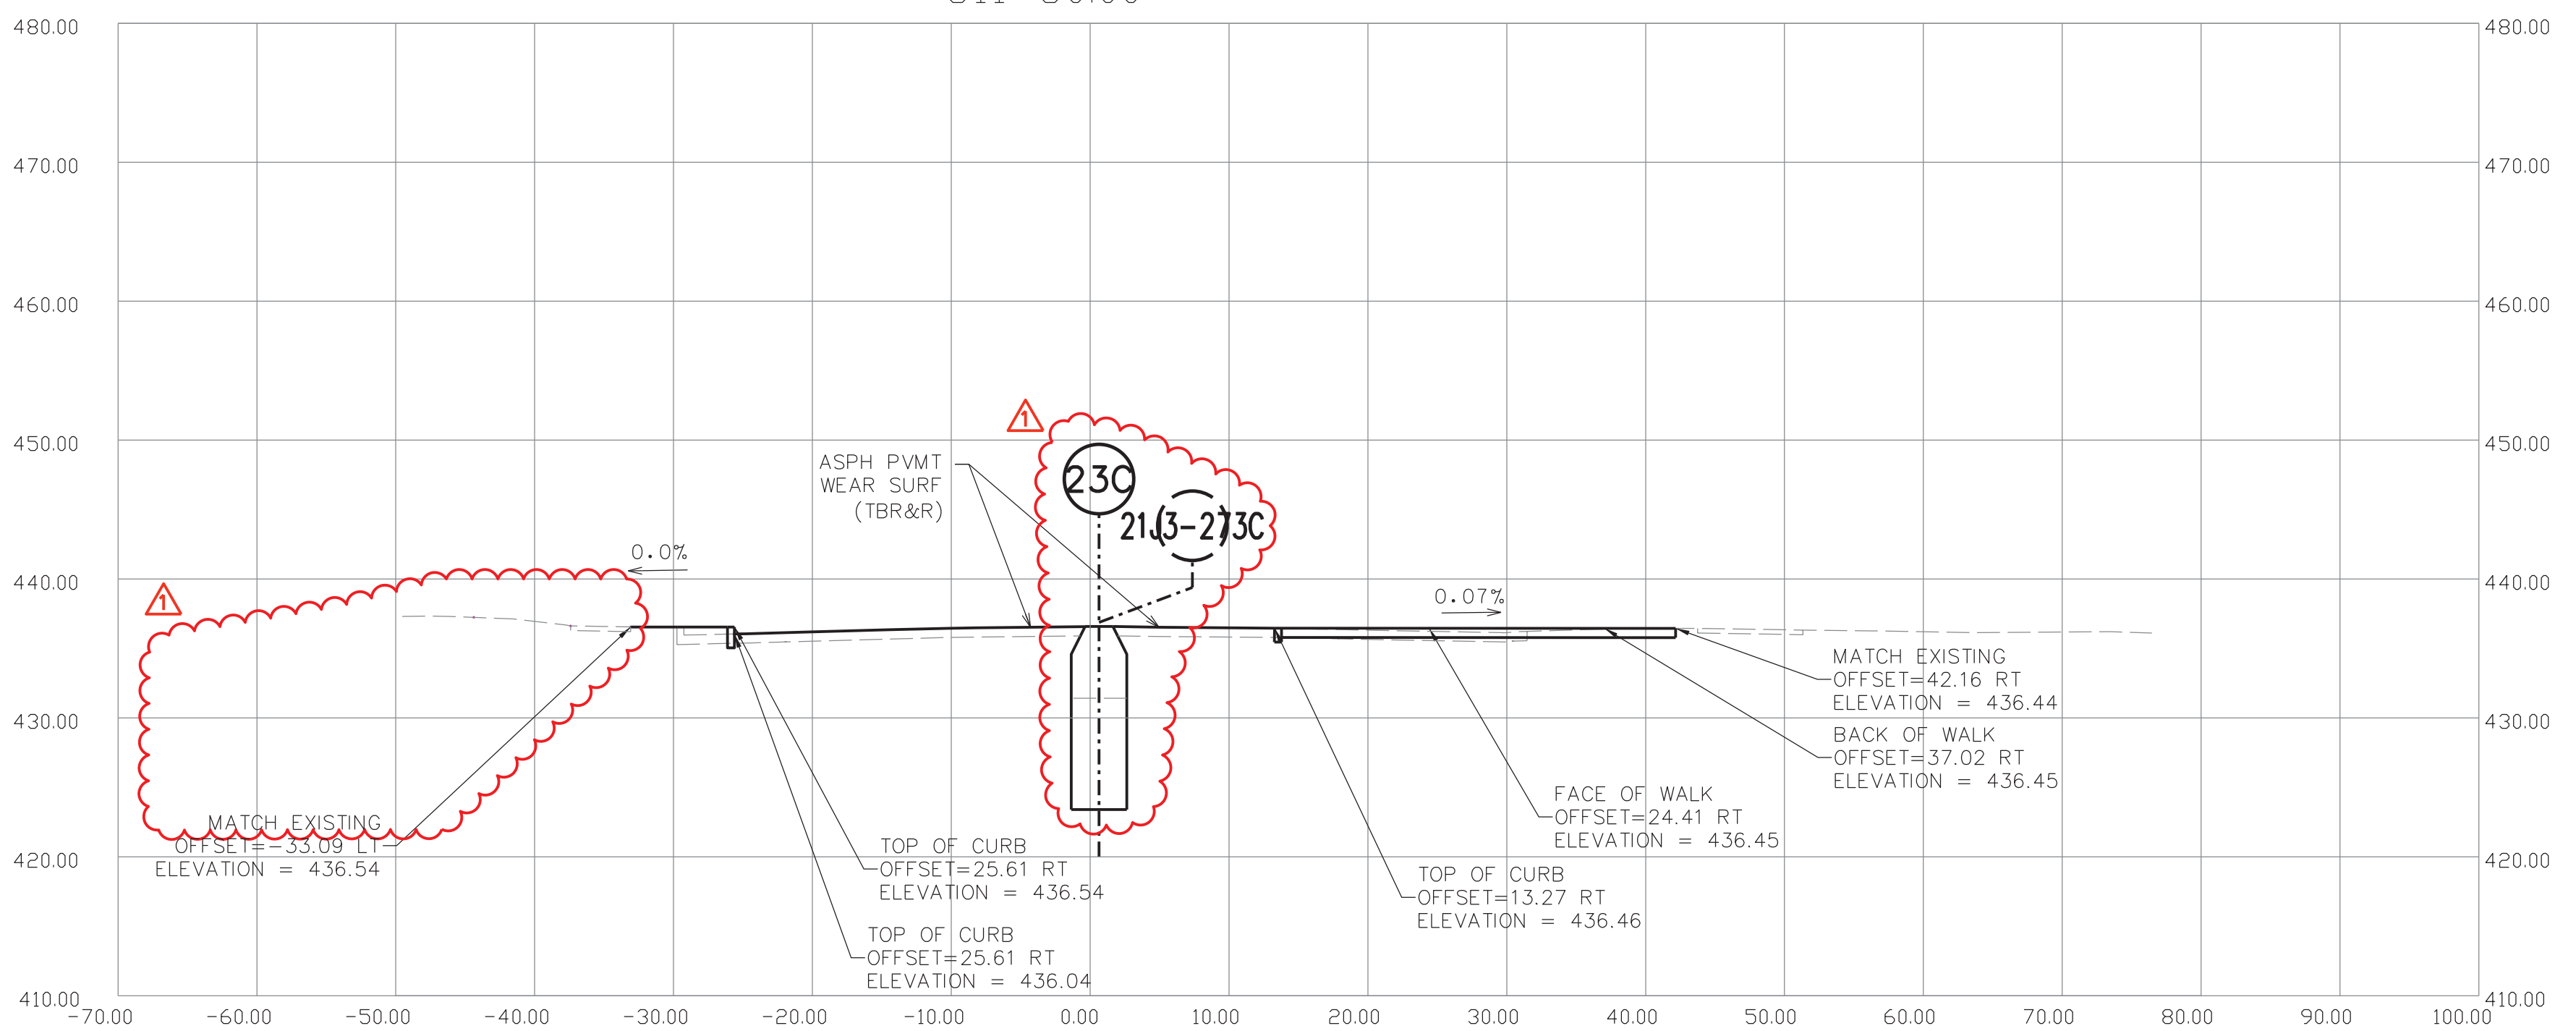 480.00
480.00
470.00
470.00
460.00
460.00
450.00
450.00
440.00
440.00
430.00
430.00
420.00
420.00
410.00
410.00
1
23C
ASPH PVMT
WEAR SURF
(TBR&R)
21J(3-2)73C
0.0%
1
0.07%
MATCH EXISTING
OFFSET=42.16 RT
ELEVATION = 436.44
BACK OF WALK
OFFSET=37.02 RT
ELEVATION = 436.45
FACE OF WALK
OFFSET=24.41 RT
ELEVATION = 436.45
MATCH EXISTING
OFFSET=-33.09 LT
ELEVATION = 436.54
TOP OF CURB
OFFSET=25.61 RT
ELEVATION = 436.54
TOP OF CURB
OFFSET=13.27 RT
ELEVATION = 436.46
TOP OF CURB
OFFSET=25.61 RT
ELEVATION = 436.04
-70.00 -60.00 -50.00 -40.00 -30.00 -20.00 -10.00 0.00 10.00 20.00 30.00 40.00 50.00 60.00 70.00 80.00 90.00 100.00